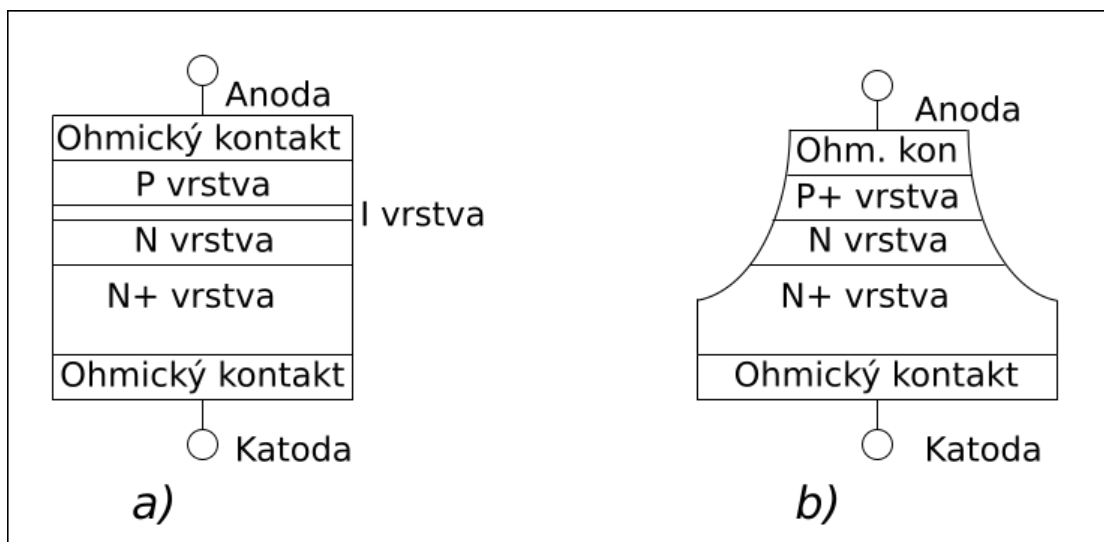 Anoda
Ohmický kontakt
P vrstva
I vrstva
N vrstva
N+ vrstva
Ohmický kontakt
Katoda
a)
Anoda
Ohm. kon
P+ vrstva
N vrstva
N+ vrstva
Ohmický kontakt
Katoda
b)